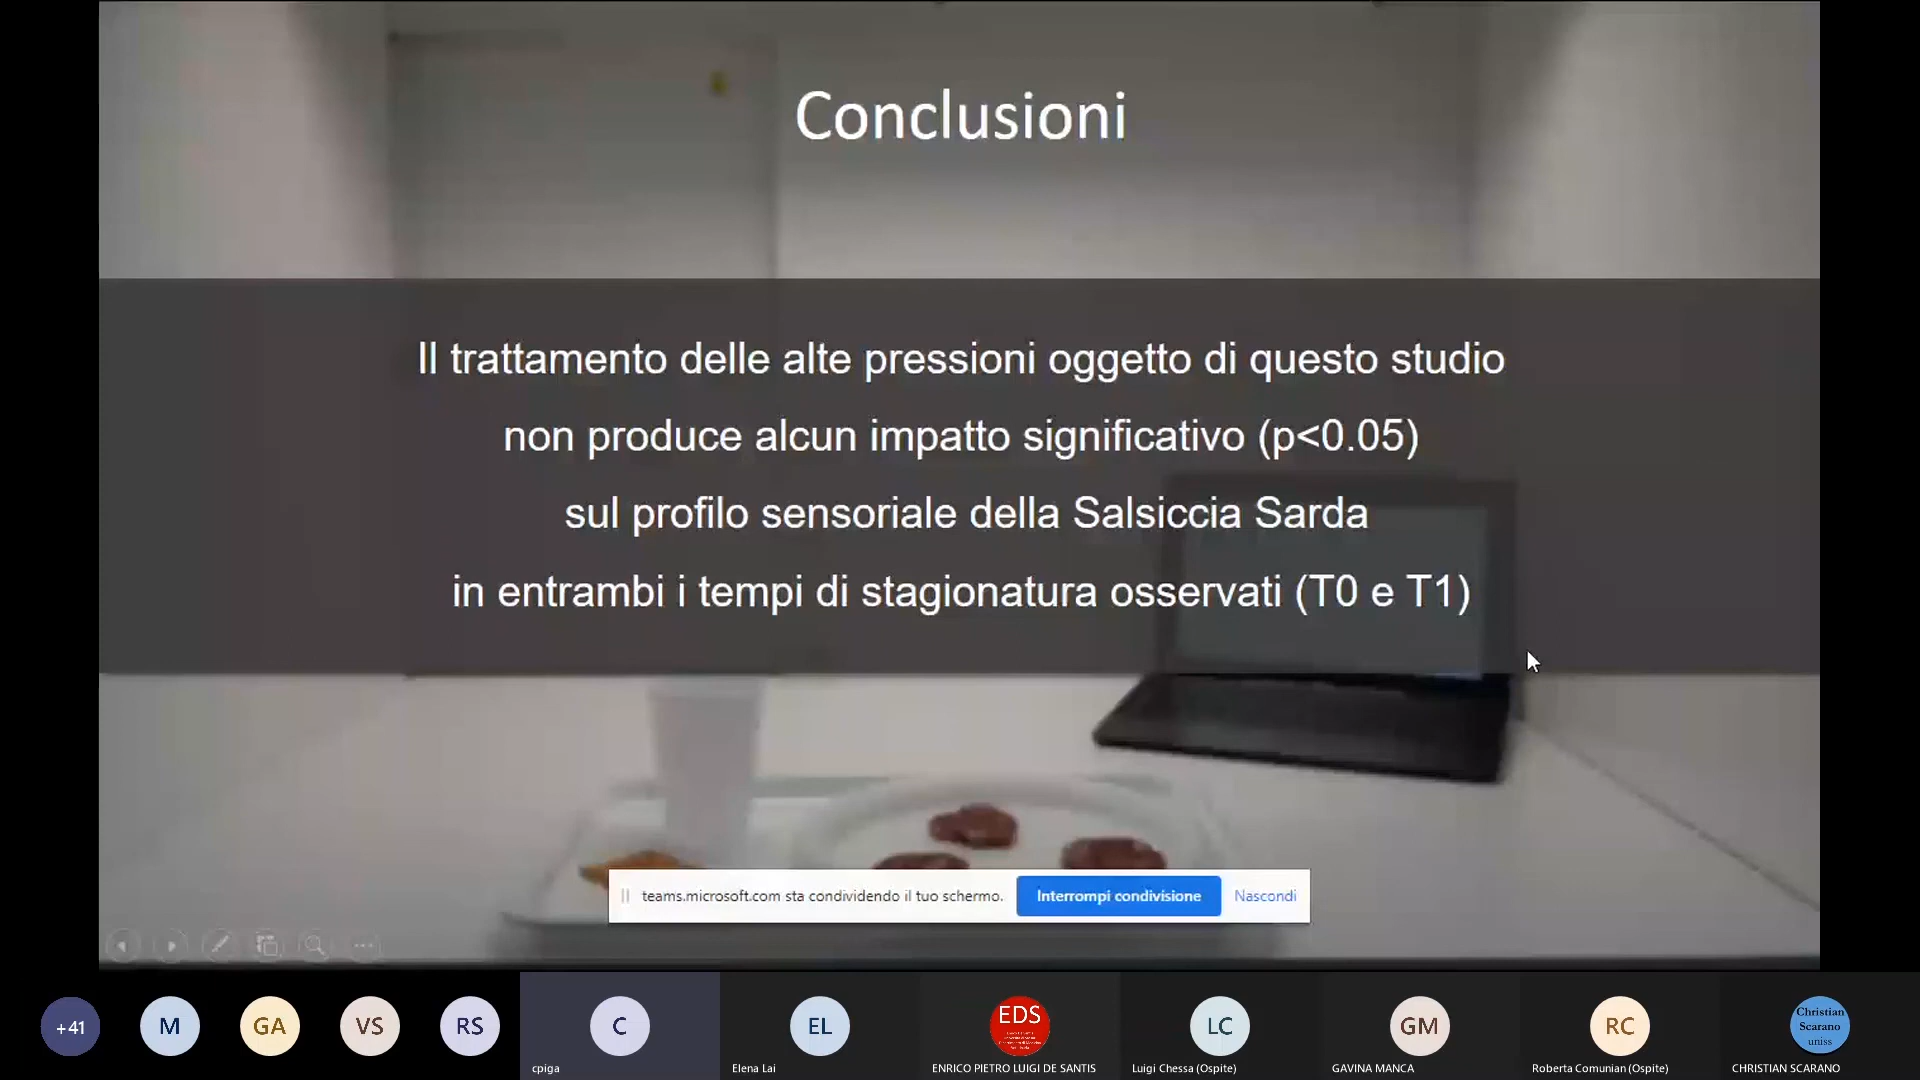 Conclusioni
Il trattamento delle alte pressioni oggetto di questo studio
non produce alcun impatto significativo (p<0.05)
sul profilo sensoriale della Salsiccia Sarda
in entrambi i tempi di stagionatura osservati (T0 e T1)
teams.microsoft.com sta condividendo il tuo schermo.
Interrompi condivisione
Nascondi
+41
M
GA
VS
RS
C
EL
EDS
LC
GM
RC
Christian
Scarano
uniss
cpiga
Elena Lai
ENRICO PIETRO LUIGI DE SANTIS
Luigi Chessa (Ospite)
GAVINA MANCA
Roberta Comunian (Ospite)
CHRISTIAN SCARANO